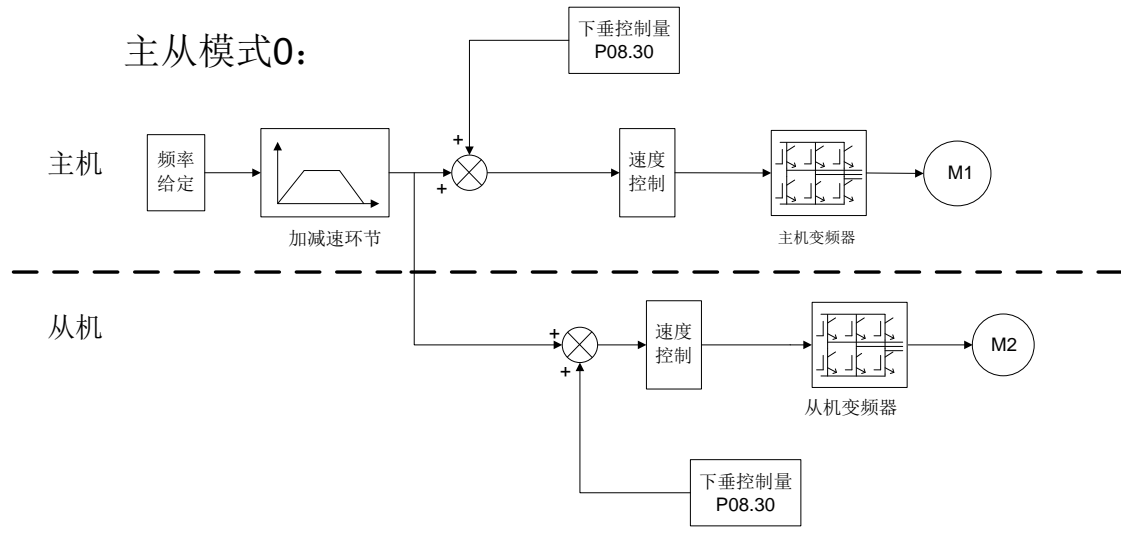 主从模式0：
下垂控制量
P08.30
主机
频率
给定
+
+
速度
控制
M1
加减速环节
主机变频器
从机
+
+
速度
控制
M2
从机变频器
下垂控制量
P08.30